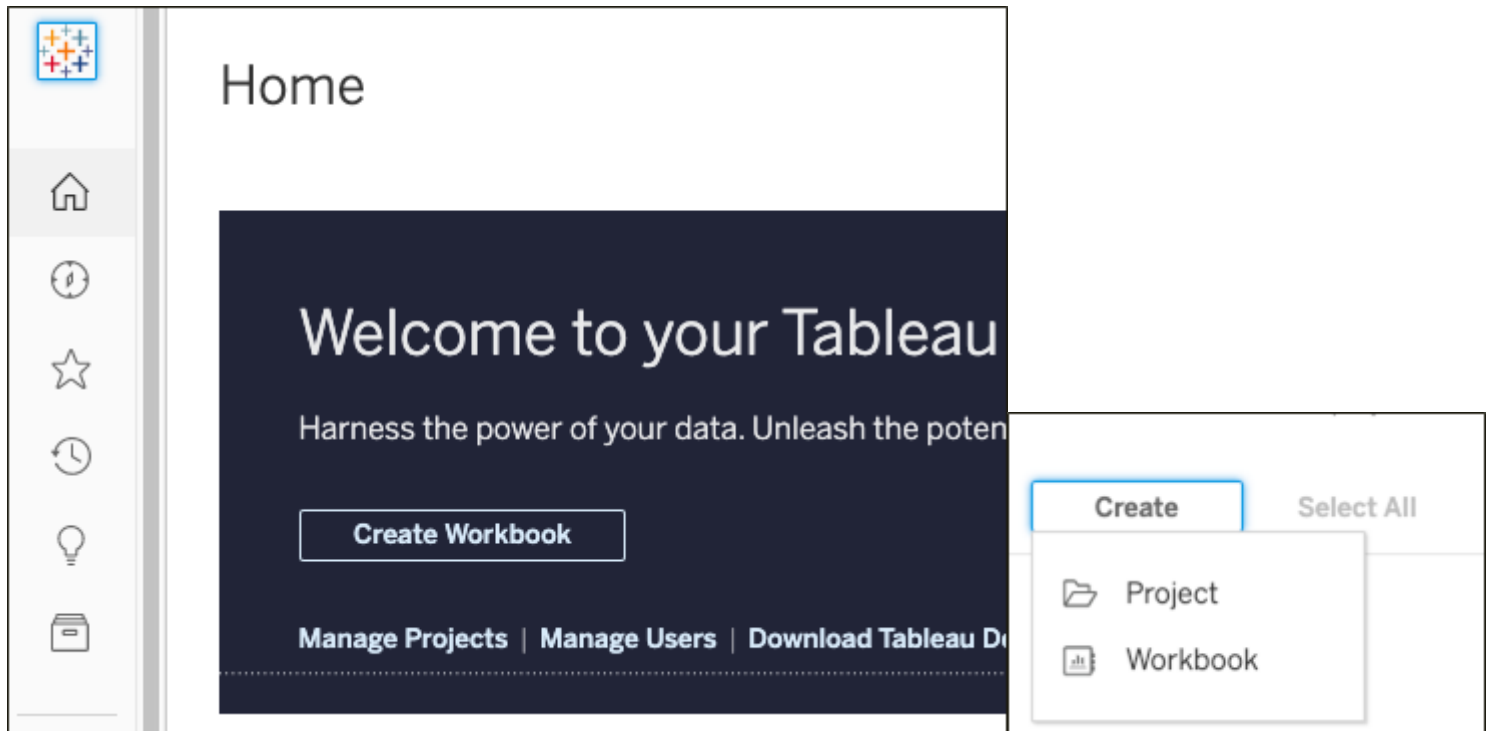 Home
Welcome to your Tableau
Harness the power of your data. Unleash the
Create Workbook
Manage Projects | Manage Users | Download Tableau
Create
Select All
Project
Workbook